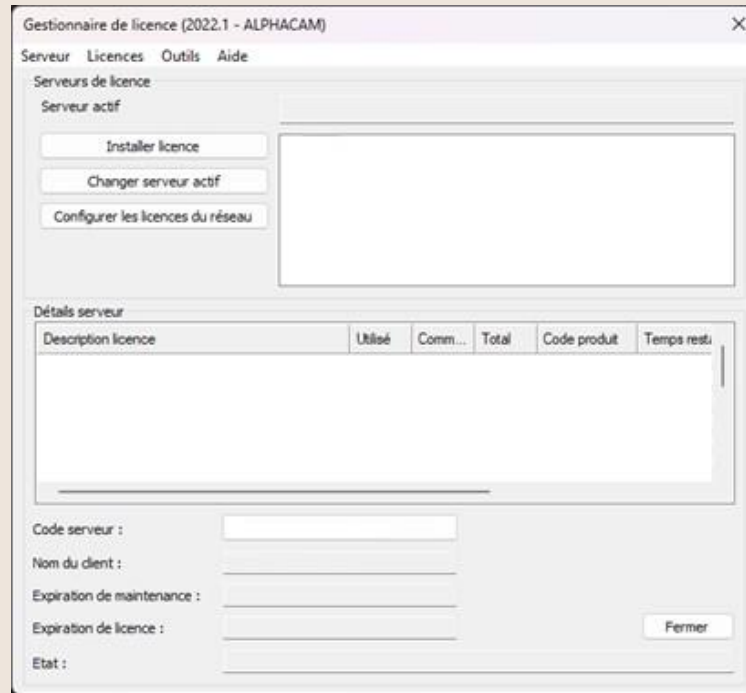 Gestionnaire de licence (2022.1 - ALPHACAM)
Serveur Licences Outils Aide
Serveurs de licence
Serveur actif
Installer licence
Changer serveur actif
Configurer les licences du réseau
Détails serveur
Description licence Utilisé Comm... Total Code produit Temps resta
Code serveur :
Nom du client :
Expiration de maintenance :
Expiration de licence :
Fermer
Etat :